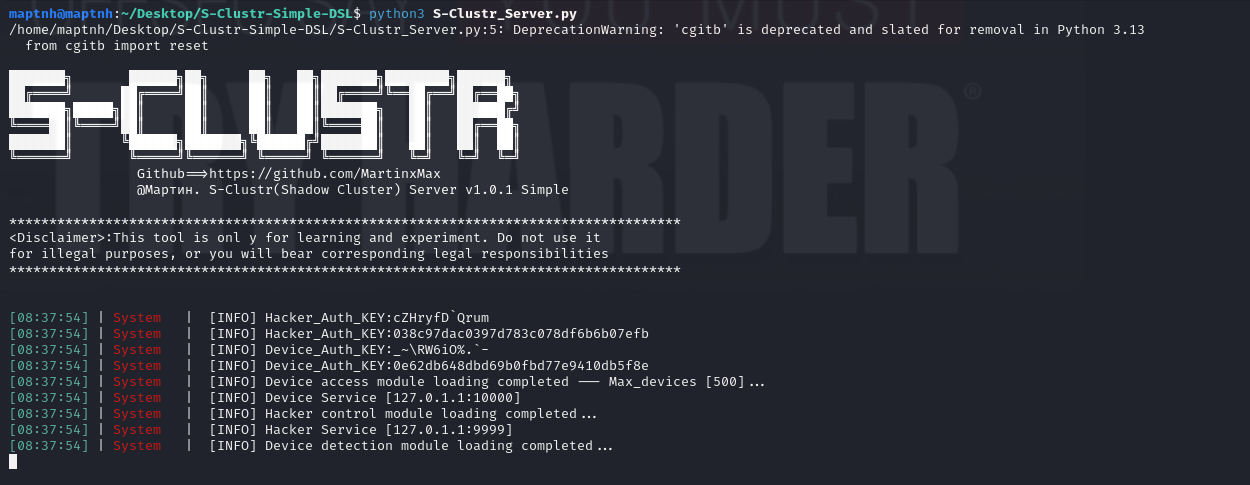 maptnh@maptnh:~/Desktop/S-Clustr-Simple-DSL$ python3 S-Clustr_Server.py
/home/maptnh/Desktop/S-Clustr-Simple-DSL/S-Clustr_Server.py:5: DeprecationWarning: 'cgitb' is deprecated and slated for removal in Python 3.13
from cgitb import reset
S-CLUSTR
TRY HARDER®
Github==>https://github.com/MartinxMax
@Мартин. S-Clustr(Shadow Cluster) Server v1.0.1 Simple
************************************************************************************
<Disclaimer>:This tool is onl y for learning and experiment. Do not use it
for illegal purposes, or you will bear corresponding legal responsibilities
************************************************************************************
[08:37:54] | System | [INFO] Hacker_Auth_KEY:cZHryfD`Qrum
[08:37:54] | System | [INFO] Hacker_Auth_KEY:038c97dac0397d783c078df6b6b07efb
[08:37:54] | System | [INFO] Device_Auth_KEY:_~\RW6iO%.`-
[08:37:54] | System | [INFO] Device_Auth_KEY:0e62db648dbd69b0fbd77e9410db5f8e
[08:37:54] | System | [INFO] Device access module loading completed --- Max_devices [500]...
[08:37:54] | System | [INFO] Device Service [127.0.1.1:10000]
[08:37:54] | System | [INFO] Hacker control module loading completed...
[08:37:54] | System | [INFO] Hacker Service [127.0.1.1:9999]
[08:37:54] | System | [INFO] Device detection module loading completed...